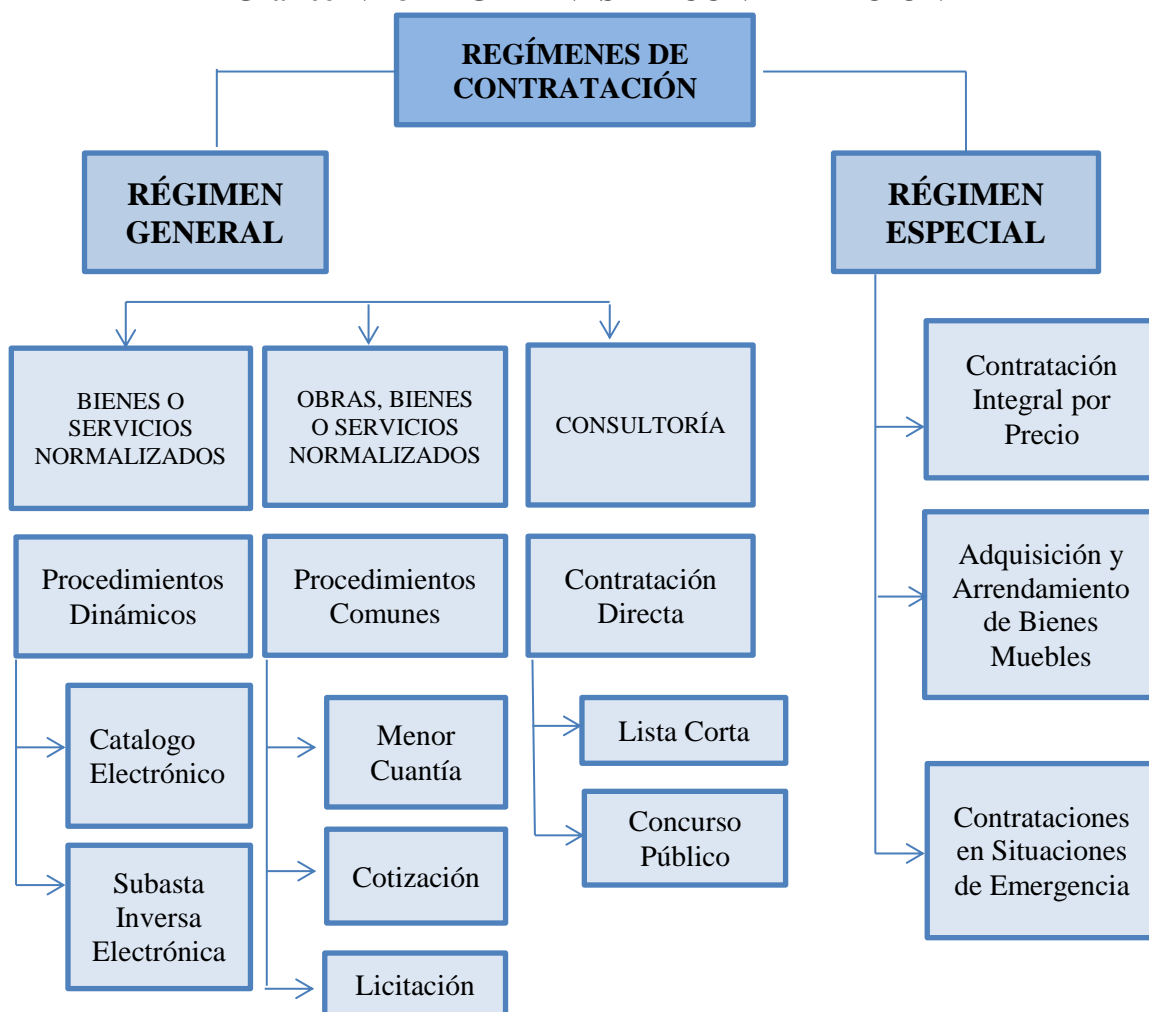 REGÍMENES DE
CONTRATACIÓN
RÉGIMEN
GENERAL
RÉGIMEN
ESPECIAL
BIENES O
SERVICIOS
NORMALIZADOS
OBRAS, BIENES
O SERVICIOS
NORMALIZADOS
CONSULTORÍA
Contratación
Integral por
Precio
Procedimientos
Dinámicos
Procedimientos
Comunes
Contratación
Directa
Adquisición y
Arrendamiento
de Bienes
Muebles
Catalogo
Electrónico
Menor
Cuantía
Lista Corta
Subasta
Inversa
Electrónica
Cotización
Concurso
Público
Contrataciones
en Situaciones
de Emergencia
Licitación